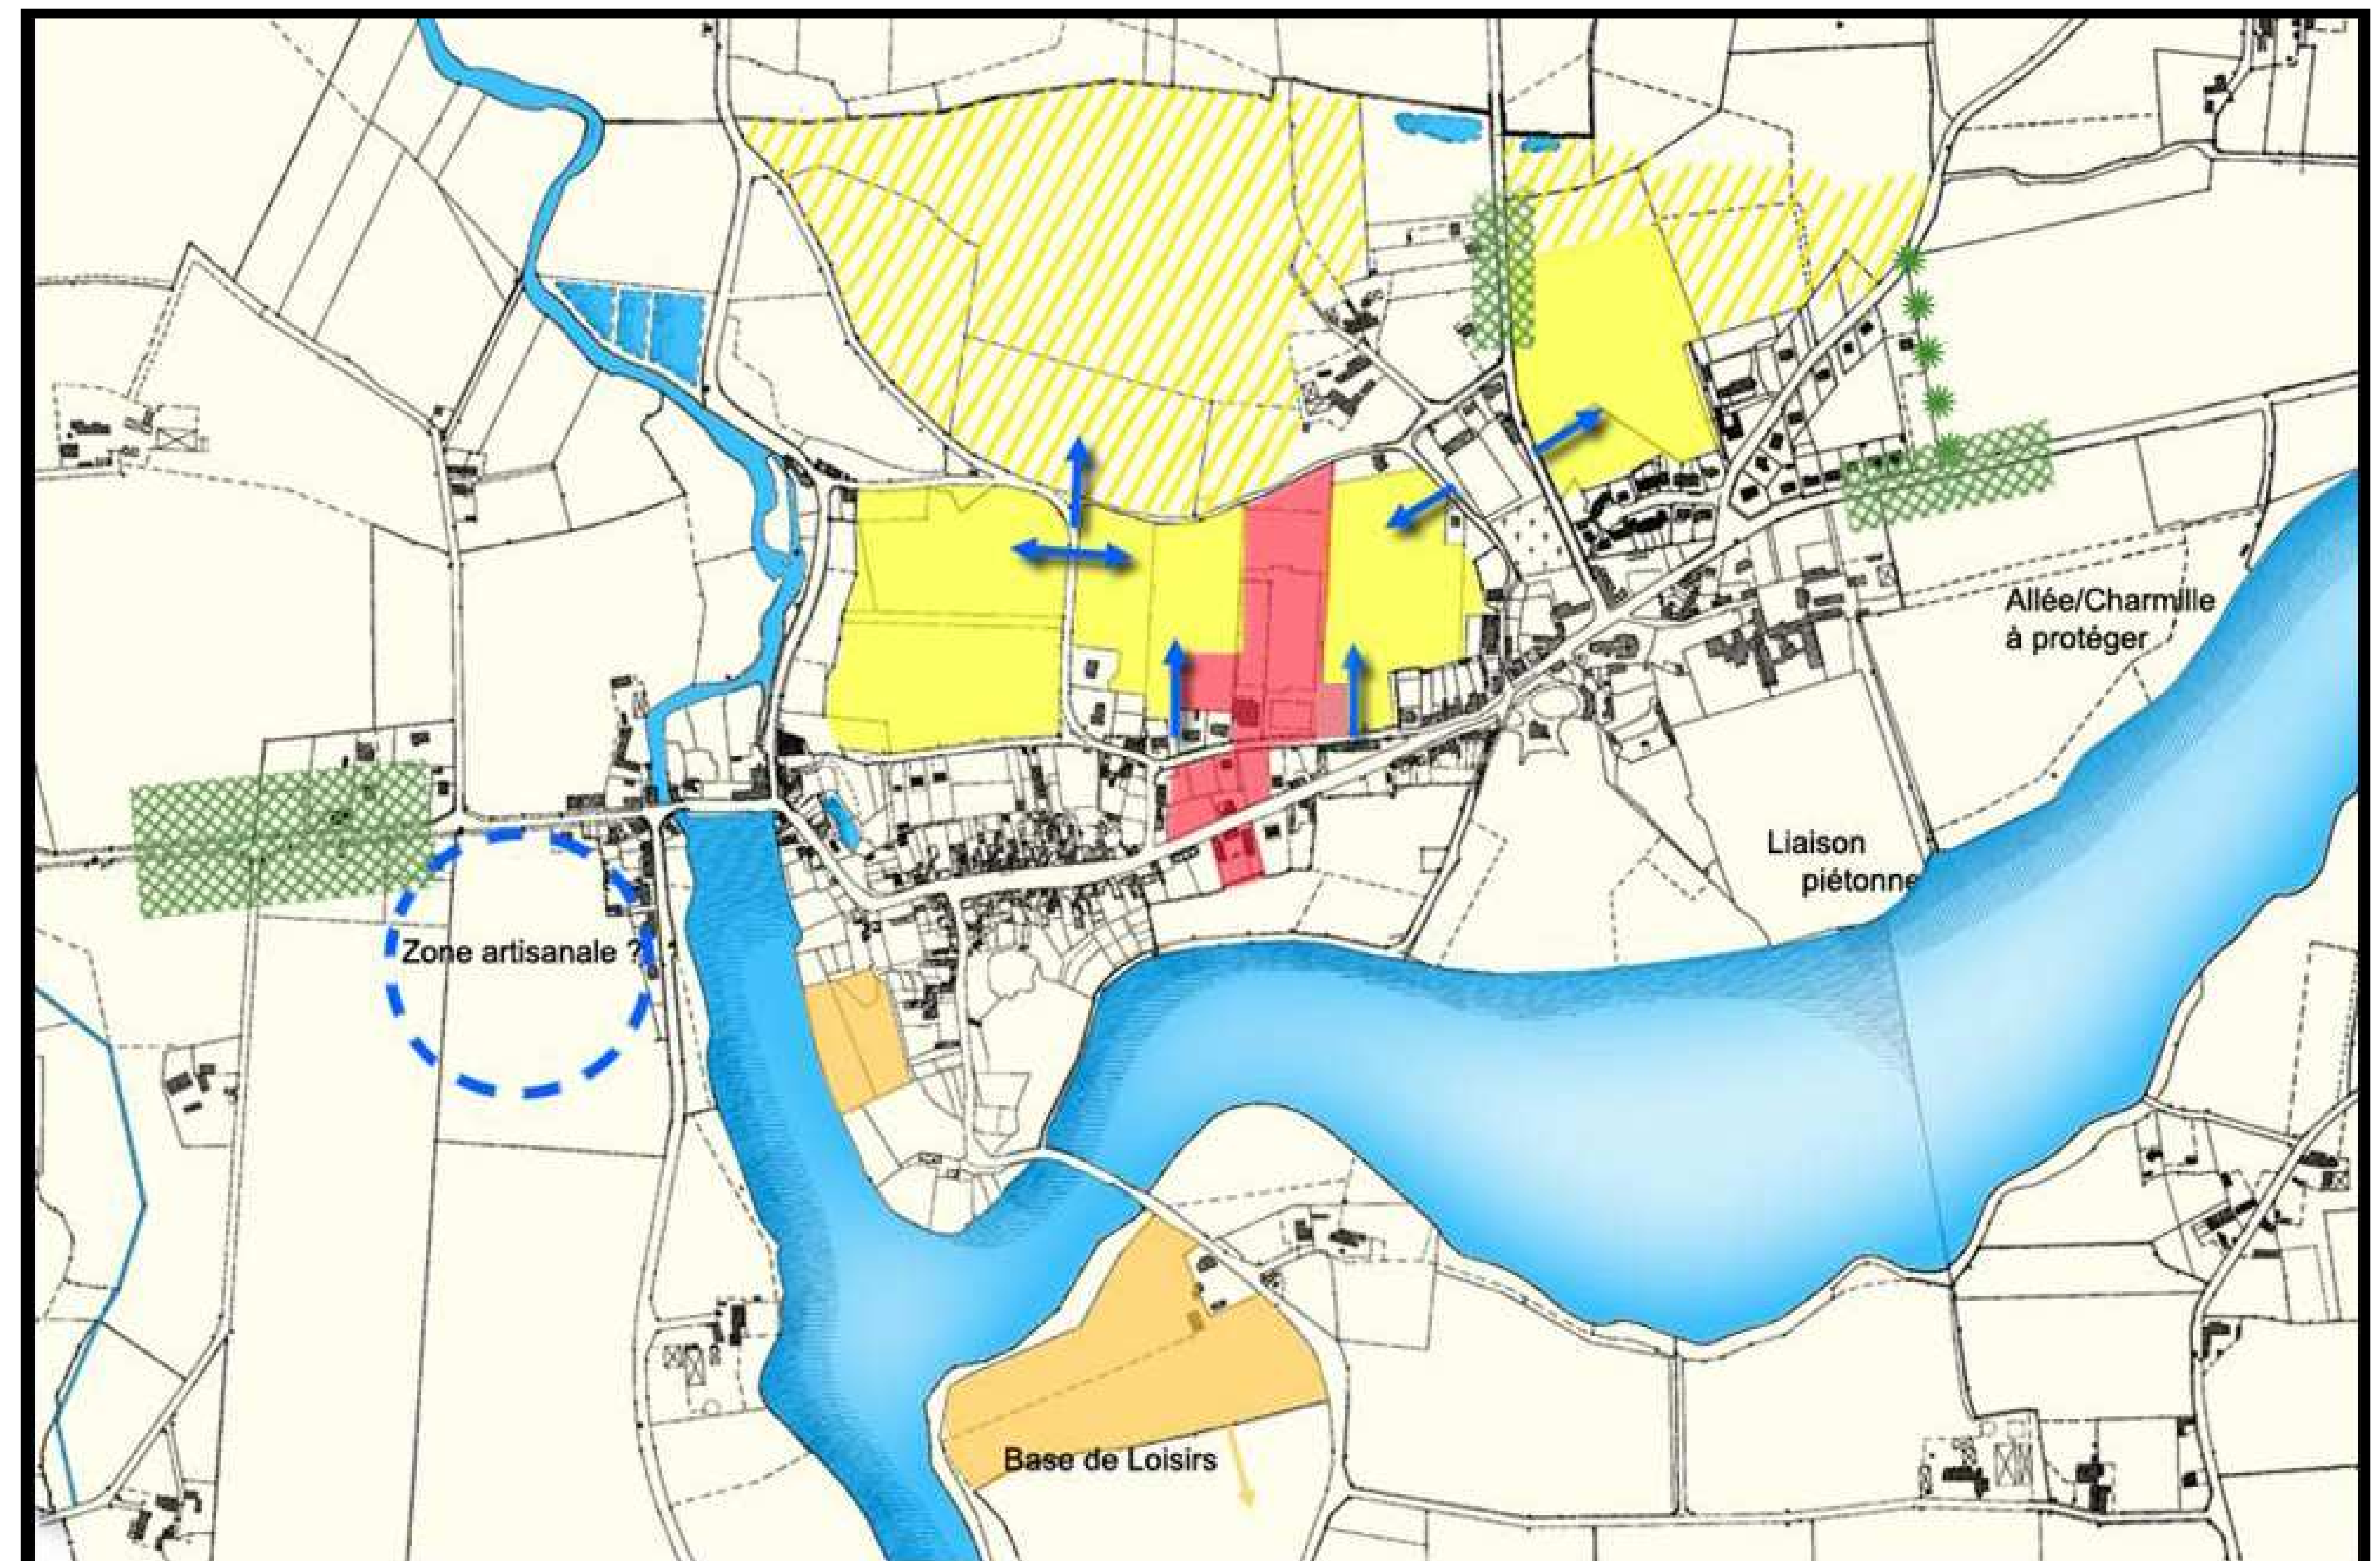 Allée/Charmille
à protéger
Liaison
piétonne
Zone artisanale ?
Base de Loisirs